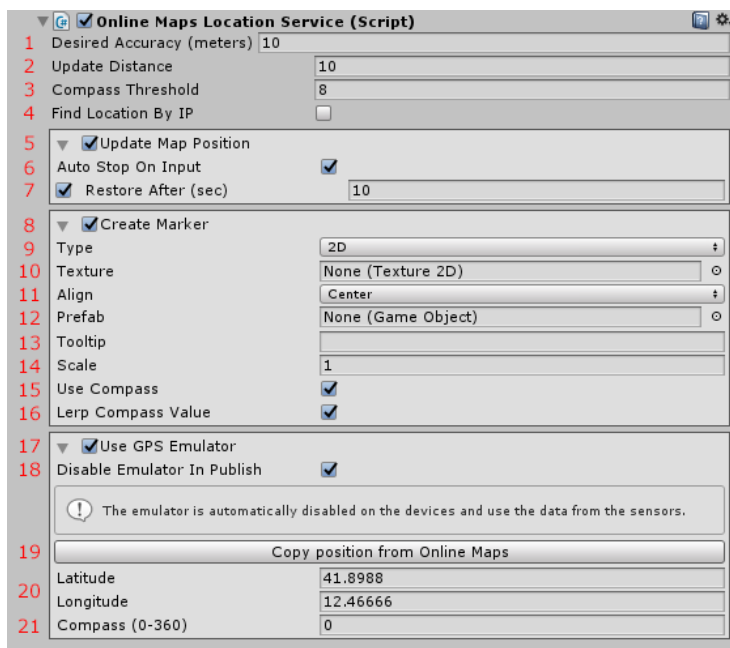 Online Maps Location Service (Script)
1 Desired Accuracy (meters) 10
2 Update Distance 10
3 Compass Threshold 8
4 Find Location By IP
5 Update Map Position
6 Auto Stop On Input
7 Restore After (sec) 10
8 Create Marker
9 Type 2D
10 Texture None (Texture 2D)
11 Align Center
12 Prefab None (Game Object)
13 Tooltip
14 Scale 1
15 Use Compass
16 Lerp Compass Value
17 Use GPS Emulator
18 Disable Emulator In Publish
The emulator is automatically disabled on the devices and use the data from the sensors.
19 Copy position from Online Maps
Latitude 41.8988
20
Longitude 12.46666
21 Compass (0-360) 0